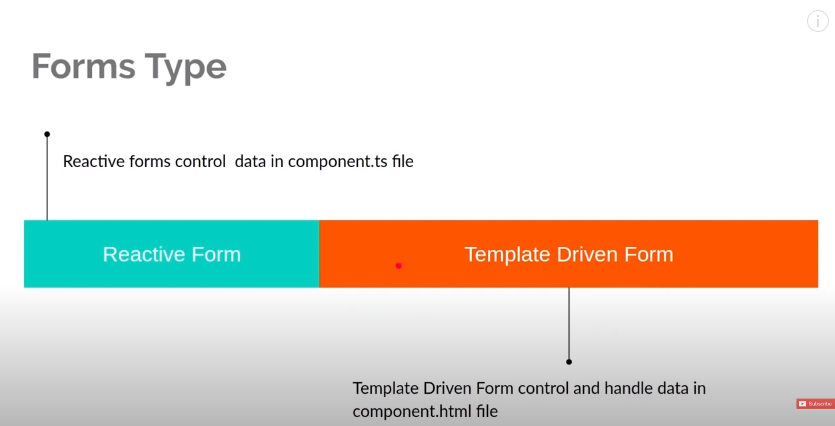 Forms Type
Reactive forms control data in component.ts file
Reactive Form
Template Driven Form
Template Driven Form control and handle data in
component.html file
Subscribe